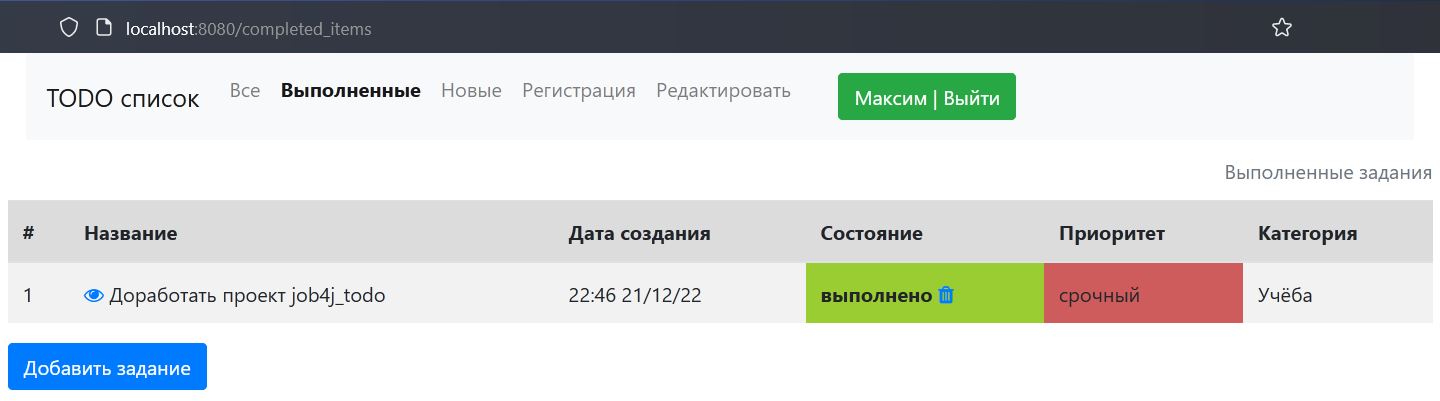 localhost:8080/completed_items
TODO список Все Выполненные Новые Регистрация Редактировать Максим | Выйти
Выполненные задания
# Название Дата создания Состояние Приоритет Категория
1 Доработать проект job4j_todo 22:46 21/12/22 выполнено срочный Учёба
Добавить задание